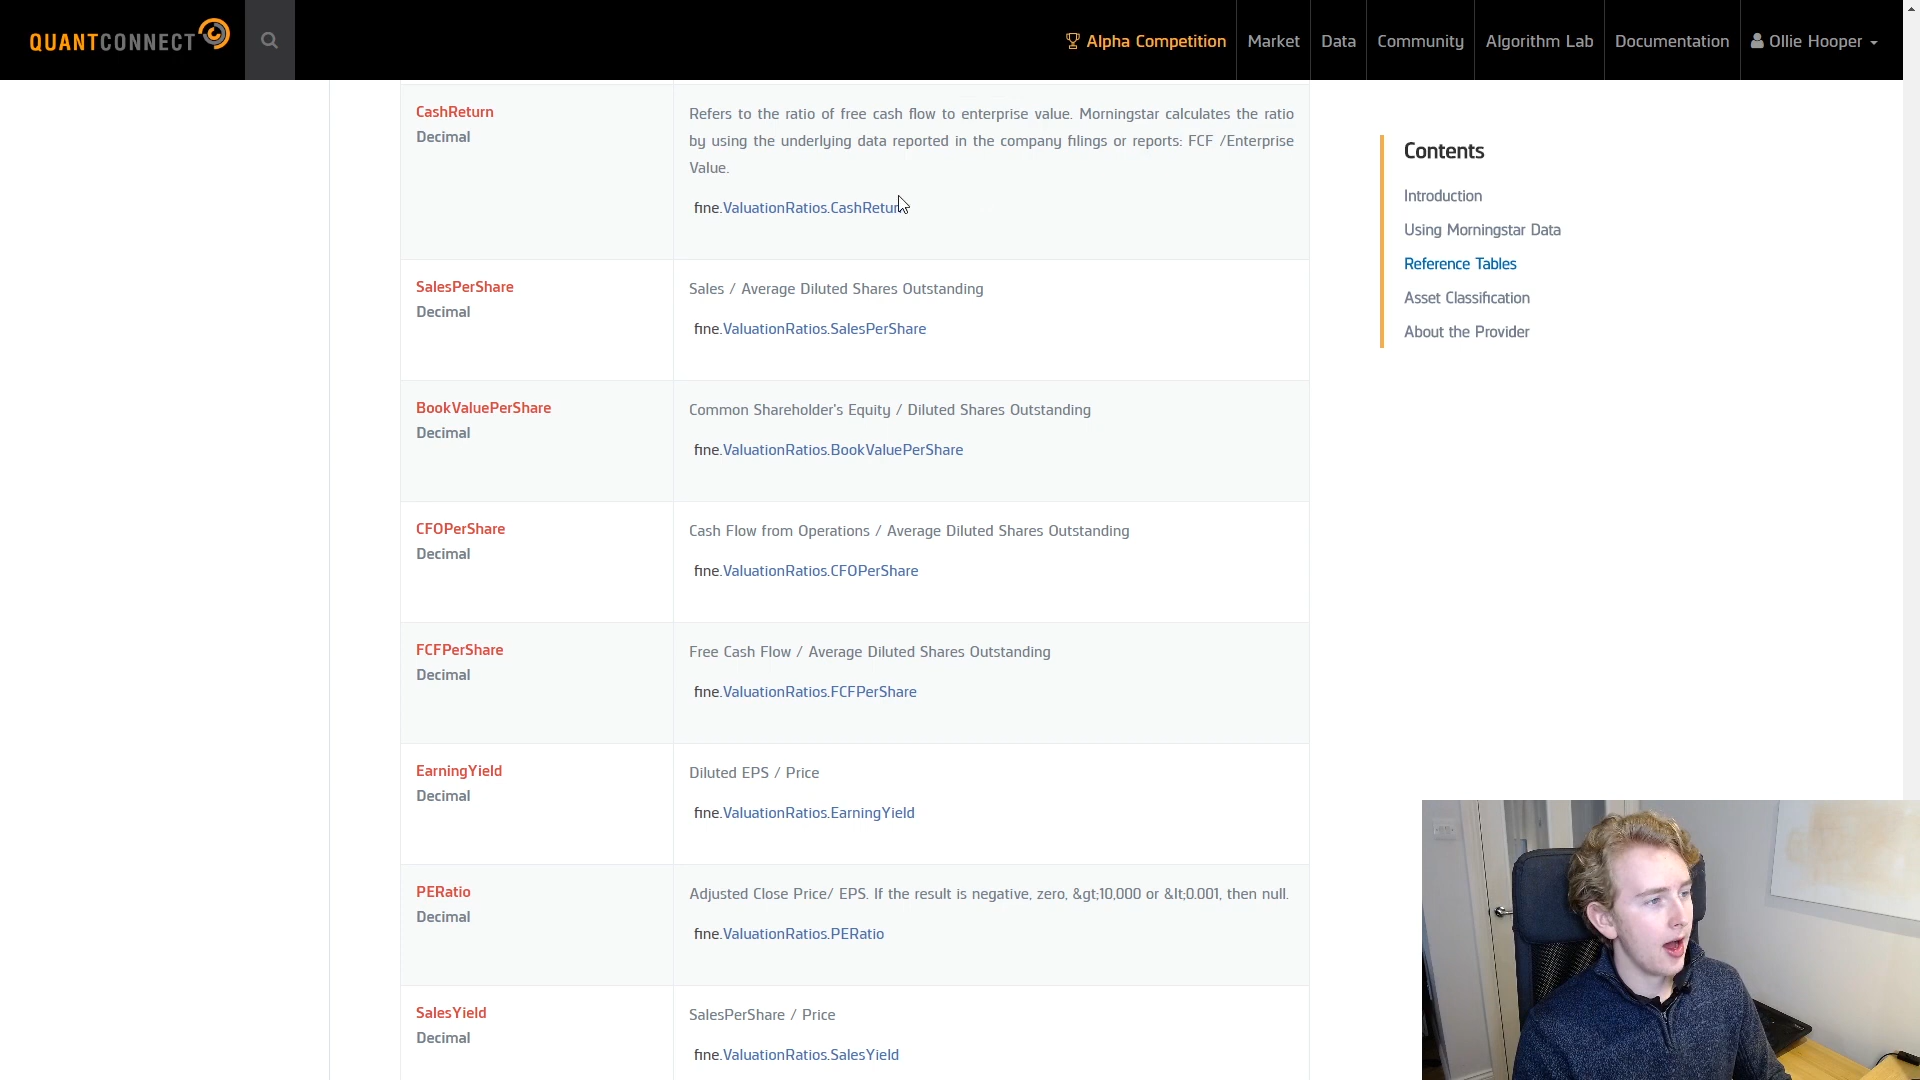 QUANTCONNECT
Alpha Competition
Market
Data
Community
Algorithm Lab
Documentation
Ollie Hooper
CashReturn
Decimal
Refers to the ratio of free cash flow to enterprise value. Morningstar calculates the ratio
by using the underlying data reported in the company filings or reports: FCF /Enterprise
Value.
fine.ValuationRatios.CashReturn
SalesPerShare
Decimal
Sales / Average Diluted Shares Outstanding
fine.ValuationRatios.SalesPerShare
BookValuePerShare
Decimal
Common Shareholder's Equity / Diluted Shares Outstanding
fine.ValuationRatios.BookValuePerShare
CFOPerShare
Decimal
Cash Flow from Operations / Average Diluted Shares Outstanding
fine.ValuationRatios.CFOPerShare
FCFPerShare
Decimal
Free Cash Flow / Average Diluted Shares Outstanding
fine.ValuationRatios.FCFPerShare
EarningYield
Decimal
Diluted EPS / Price
fine.ValuationRatios.EarningYield
PERatio
Decimal
Adjusted Close Price/ EPS. If the result is negative, zero, &gt;10,000 or &lt;0.001, then null.
fine.ValuationRatios.PERatio
SalesYield
Decimal
SalesPerShare / Price
fine.ValuationRatios.SalesYield
Contents
Introduction
Using Morningstar Data
Reference Tables
Asset Classification
About the Provider